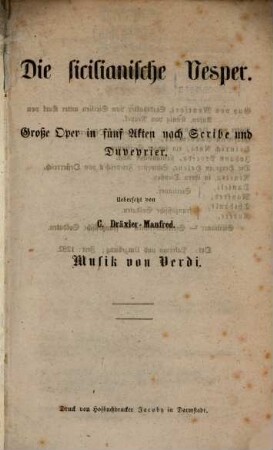 Die sicilianische Vesper.
Große Oper in fünf Akten nach Scribe und
Duveyrier.
Uebersetzt von
C. Dräxler-Manfred.
Musik von Verdi.
Druck von Hofbuchdrucker Jacoby in Darmstadt.